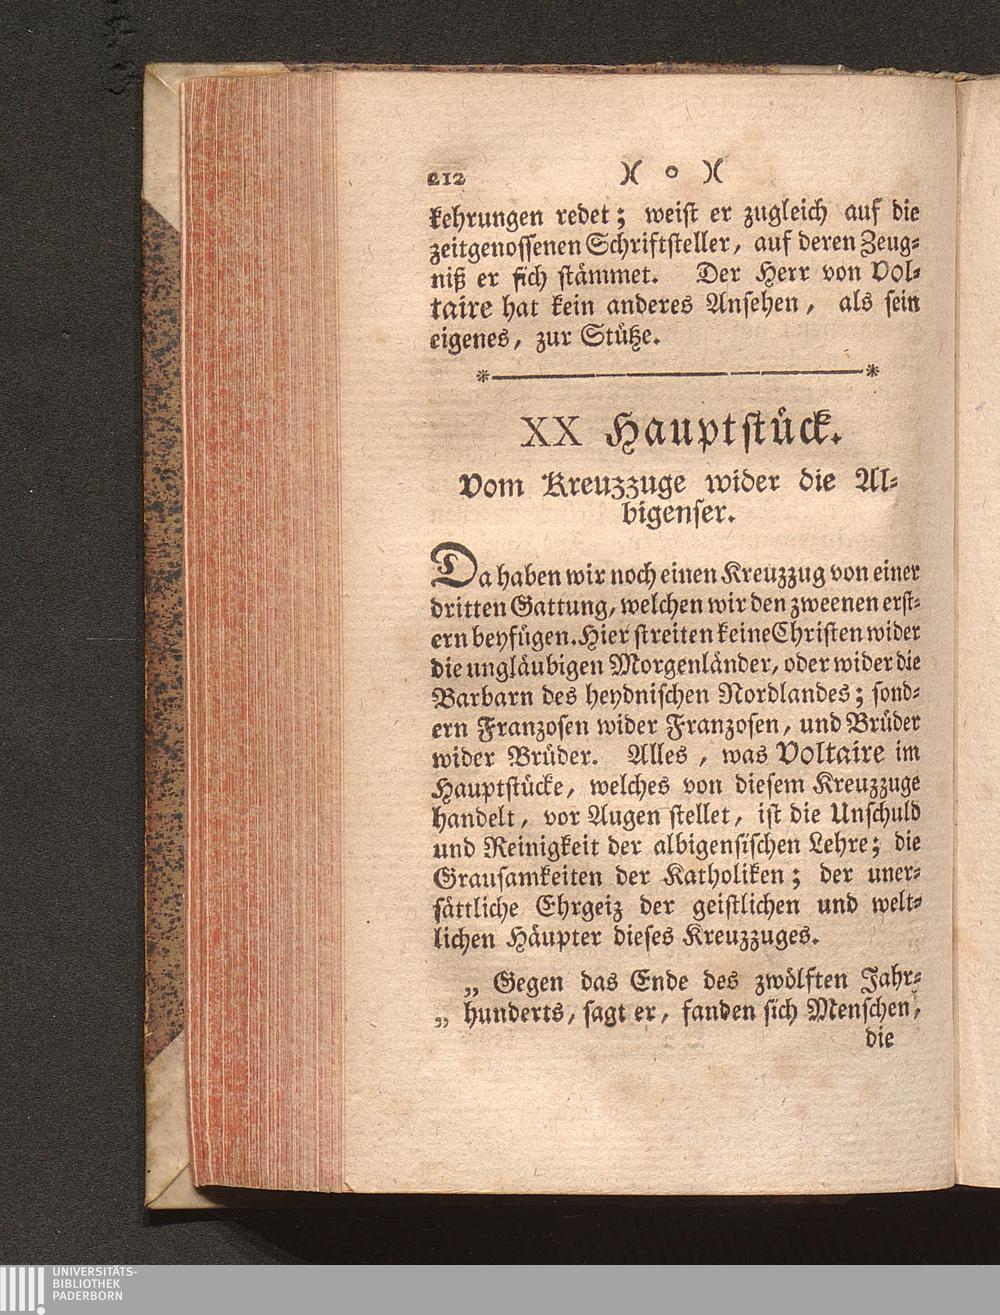 212 )( o )(
kehrungen redet; weist er zugleich auf die
zeitgenossenen Schriftsteller, auf deren Zeug⸗
niß er sich stämmet. Der Herr von Vol⸗
taire hat kein anderes Ansehen, als sein
eigenes, zur Stütze.
XX Hauptstück.
Vom Kreuzzuge wider die Al⸗
bigenser.
Da haben wir noch einen Kreuzzug von einer
dritten Gattung, welchen wir den zweenen erst⸗
ern beyfügen. Hier streiten keine Christen wider
die ungläubigen Morgenländer, oder wider die
Barbarn des heydnischen Nordlandes; sond⸗
ern Franzosen wider Franzosen, und Brüder
wider Brüder. Alles, was Voltaire im
Hauptstücke, welches von diesem Kreuzzuge
handelt, vor Augen stellet, ist die Unschuld
und Reinigkeit der albigensischen Lehre; die
Grausamkeiten der Katholiken; der uner⸗
sättliche Ehrgeiz der geistlichen und welt⸗
lichen Häupter dieses Kreuzzuges.
„ Gegen das Ende des zwölften Jahr⸗
„ hunderts, sagt er, fanden sich Menschen,
die
UNIVERSITÄTS-
BIBLIOTHEK
PADERBORN